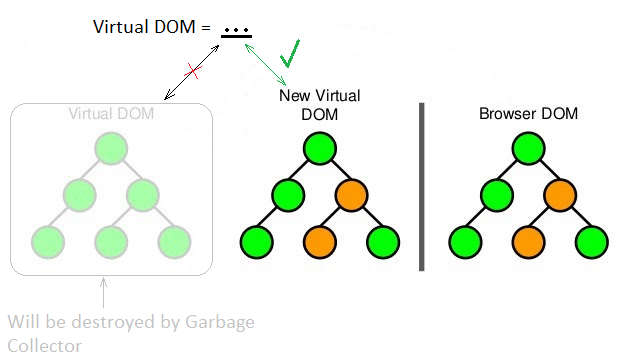 Virtual DOM = ...
Virtual DOM
New Virtual
DOM
Browser DOM
Will be destroyed by Garbage
Collector